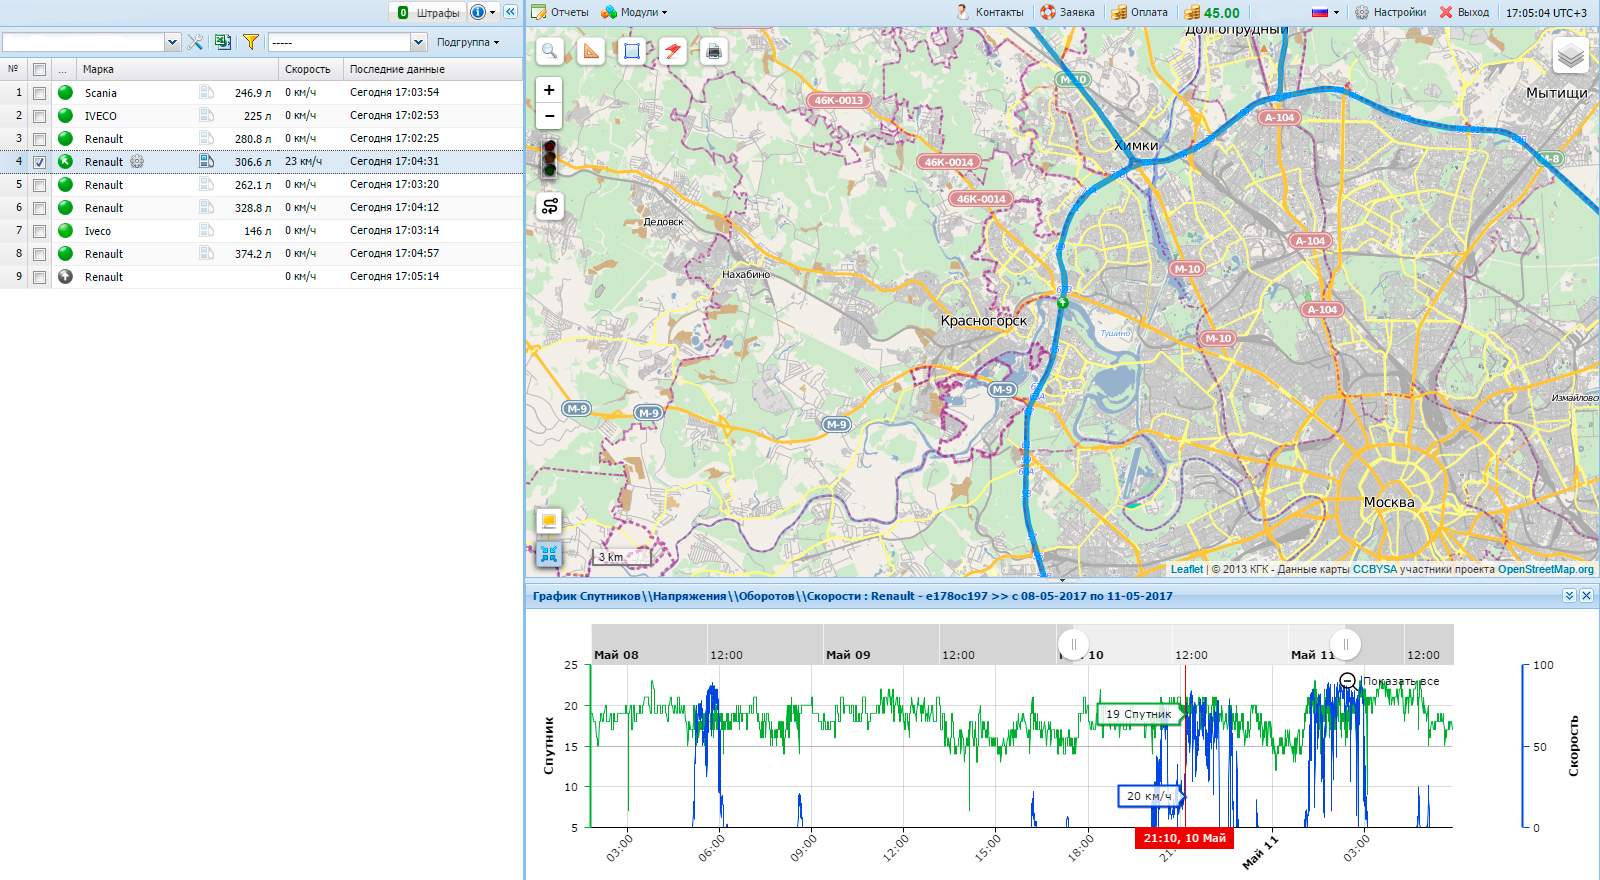 0 Штрафы
Отчеты Модули Контакты Заявка Оплата 45.00 Настройки Выход 17:05:04 UTC+3
----- Подгруппа
№ ... Марка Скорость Последние данные
1 Scania 246.9 л 0 км/ч Сегодня 17:03:54
2 IVECO 225 л 0 км/ч Сегодня 17:02:53
3 Renault 280.8 л 0 км/ч Сегодня 17:02:25
4 Renault 306.6 л 23 км/ч Сегодня 17:04:31
5 Renault 262.1 л 0 км/ч Сегодня 17:03:20
6 Renault 328.8 л 0 км/ч Сегодня 17:04:12
7 Iveco 146 л 0 км/ч Сегодня 17:03:14
8 Renault 374.2 л 0 км/ч Сегодня 17:04:57
9 Renault 0 км/ч Сегодня 17:05:14
Долгопрудный
М-10
+
−
46К-0013
Мытищи
А-104
Химки
М-8
46К-0014
46К-0014
Дедовск
А-104
Нахабино
М-10
А-104
Красногорск
Тушино
М-10
М-9
Измайловск
М-9
М-9
М-9
Москва
3 km
Leaflet | © 2013 КГК - Данные карты CCBYSA участники проекта OpenStreetMap.org
График Спутников\\Напряжения\\Оборотов\\Скорости : Renault - e178oc197 >> с 08-05-2017 по 11-05-2017
Май 08 12:00 Май 09 12:00 10 12:00 Май 11 12:00
Показать все
25 20 15 10 5
Спутник
19 Спутник
20 км/ч
100 50 0
Скорость
03:00 06:00 09:00 12:00 15:00 18:00 21: Май 11 03:00
21:10, 10 Май